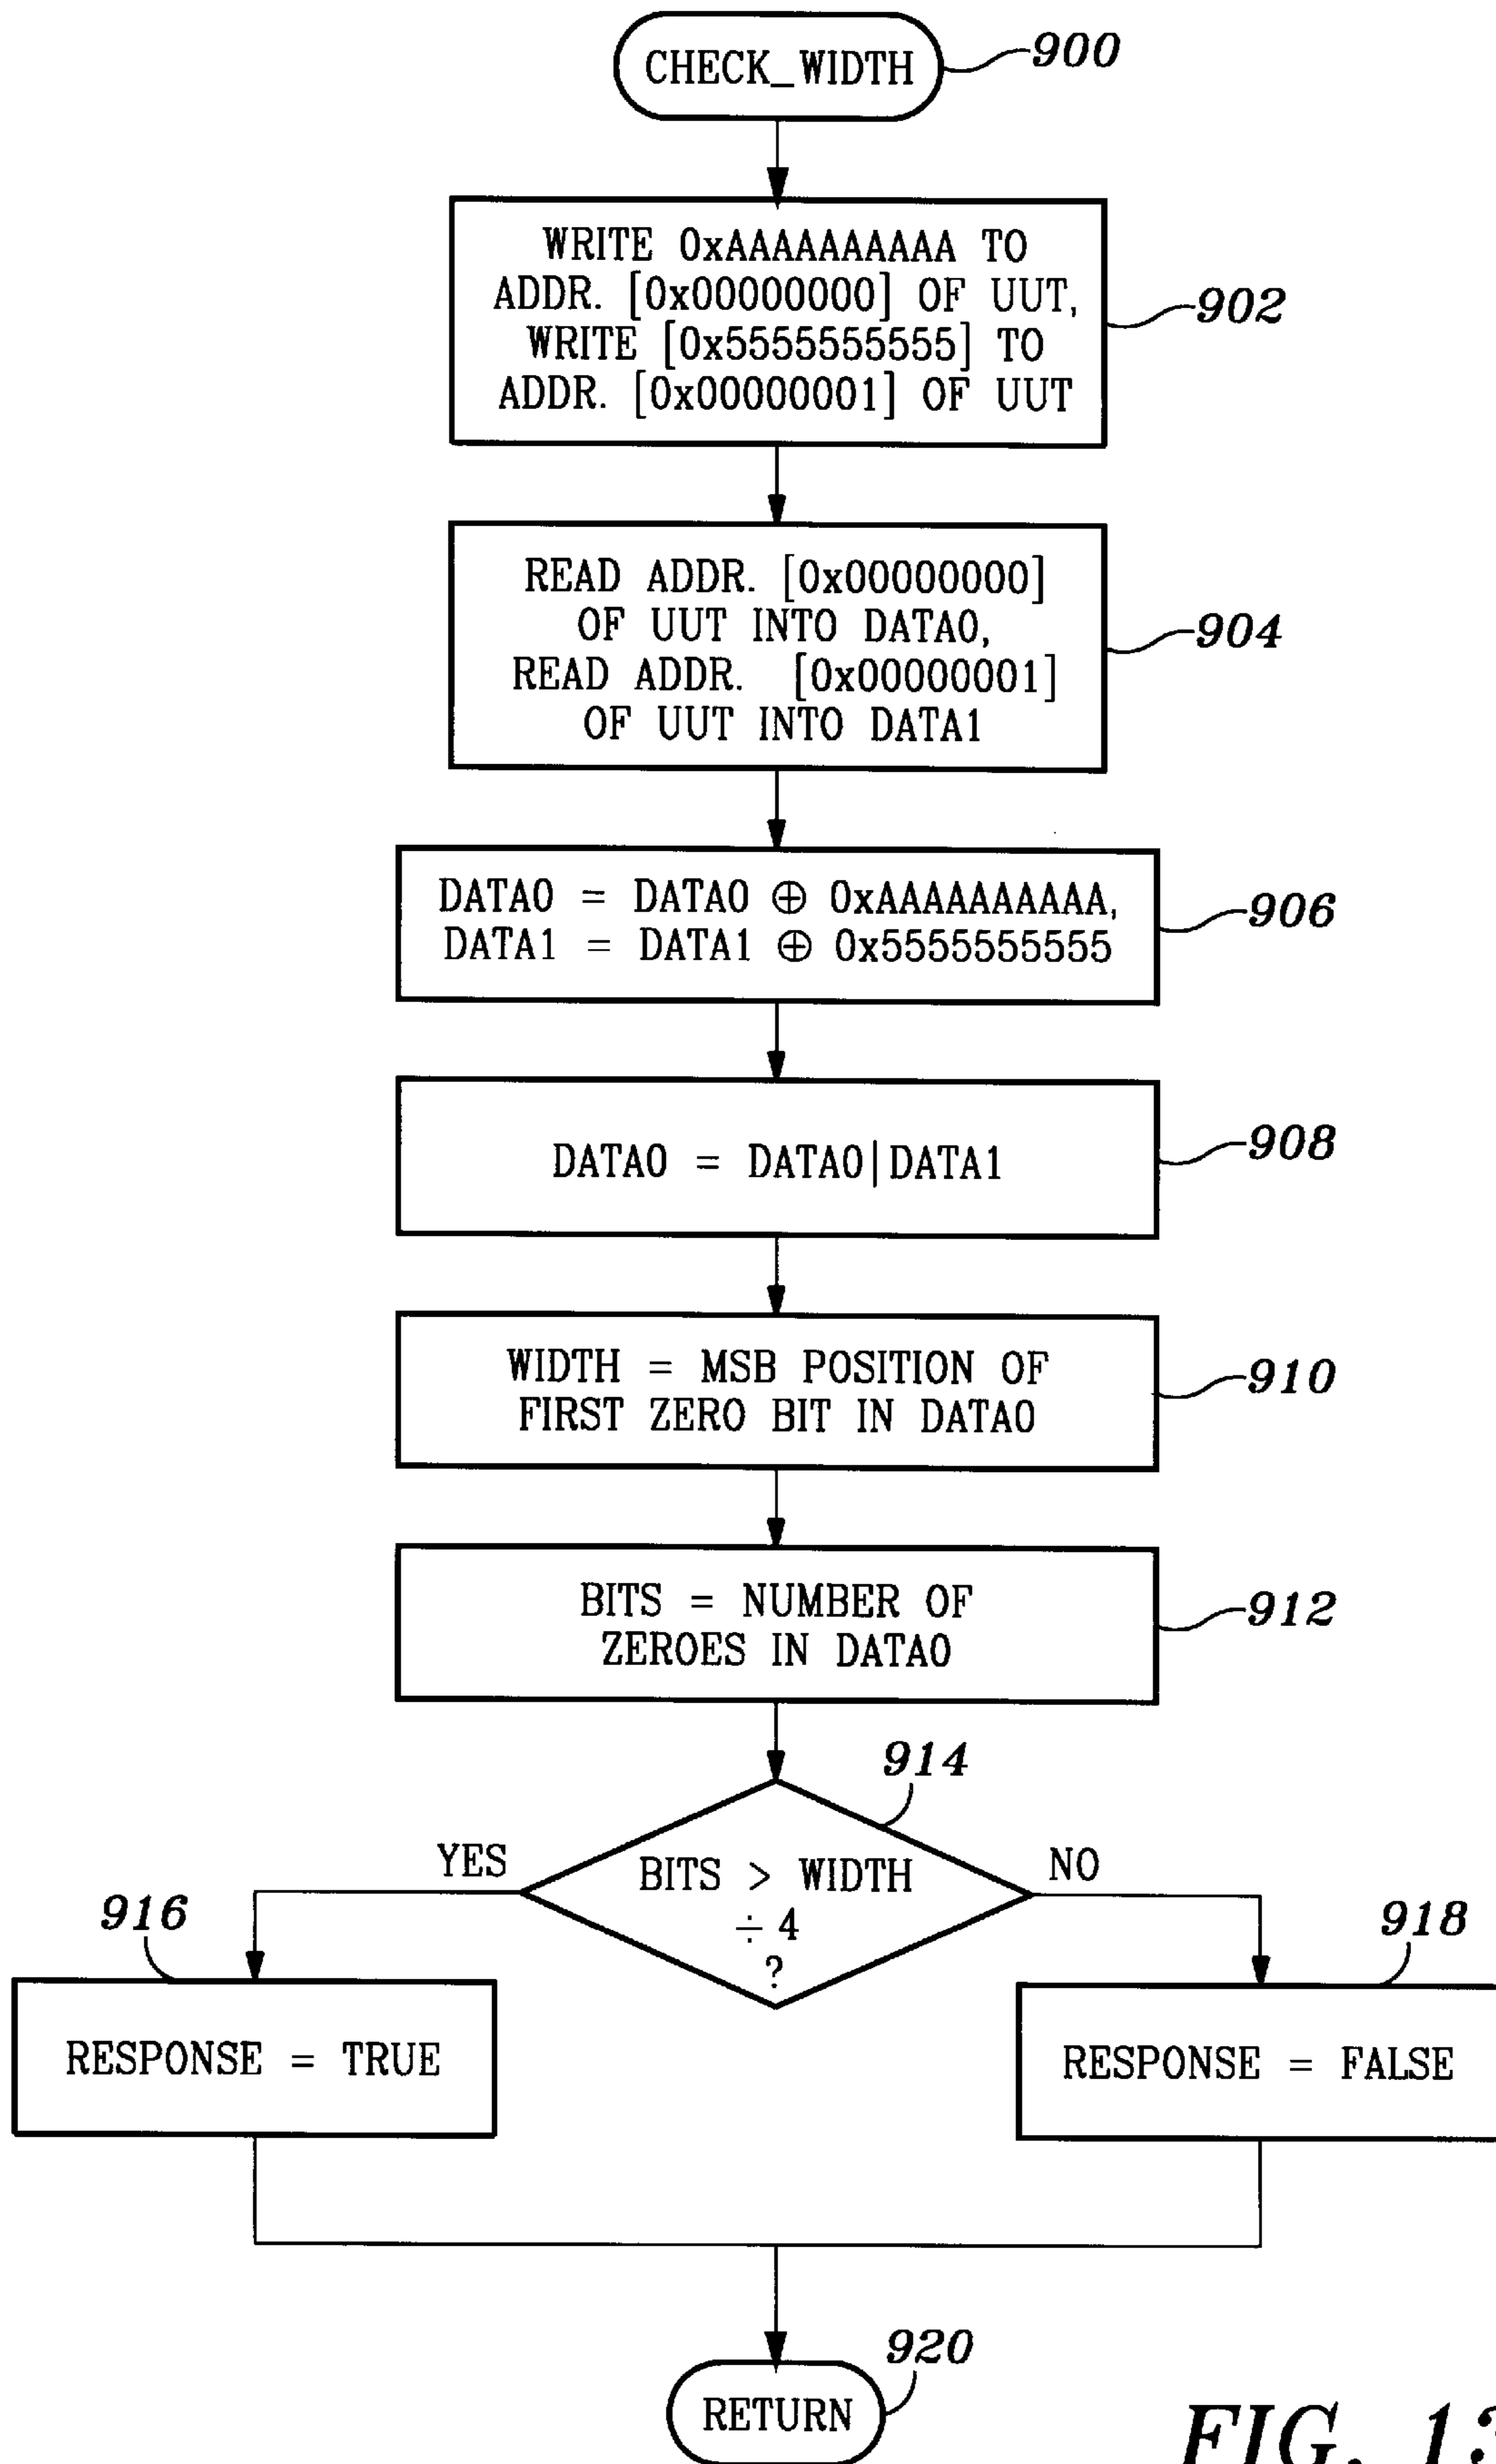 CHECK_WIDTH
900
WRITE 0xAAAAAAAAAA TO
ADDR. [0x00000000] OF UUT,
WRITE [0x5555555555] TO
ADDR. [0x00000001] OF UUT
902
READ ADDR. [0x00000000]
OF UUT INTO DATA0,
READ ADDR. [0x00000001]
OF UUT INTO DATA1
904
DATA0 = DATA0 ⊕ 0xAAAAAAAAAA,
DATA1 = DATA1 ⊕ 0x5555555555
906
DATA0 = DATA0|DATA1
908
WIDTH = MSB POSITION OF
FIRST ZERO BIT IN DATA0
910
BITS = NUMBER OF
ZEROES IN DATA0
912
914
YES
BITS > WIDTH
÷ 4
?
NO
916
918
RESPONSE = TRUE
RESPONSE = FALSE
920
RETURN
FIG. 13